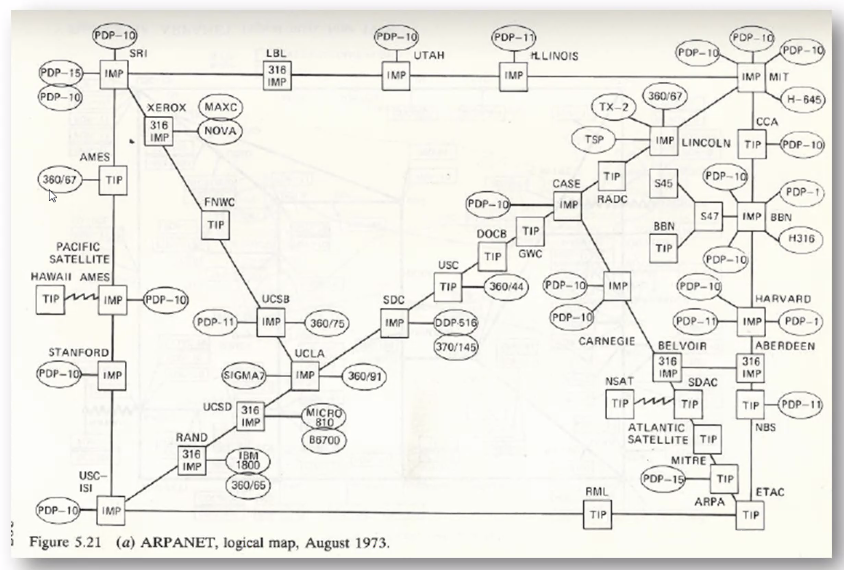 PDP-10
SRI
PDP-10
PDP-11
PDP-10
LBL
UTAH
ILLINOIS
PDP-10
PDP-10
PDP-15
IMP
316
IMP
IMP
IMP
IMP
MIT
PDP-10
H-645
XEROX
MAXC
316
IMP
NOVA
TX-2
360/67
CCA
TSP
IMP
LINCOLN
TIP
PDP-10
AMES
360/67
TIP
CASE
TIP
RADC
S45
PDP-10
PDP-1
FNWC
TIP
PDP-10
IMP
S47
IMP
BBN
DOCB
TIP
GWC
BBN
TIP
H316
PDP-10
PACIFIC
SATELLITE
HAWAII
AMES
USC
TIP
TIP
IMP
PDP-10
TIP
360/44
PDP-10
IMP
PDP-10
PDP-10
HARVARD
UCSB
SDC
PDP-11
IMP
360/75
IMP
DDP-516
370/145
PDP-11
IMP
PDP-1
CARNEGIE
STANFORD
UCLA
BELVOIR
ABERDEEN
PDP-10
IMP
SIGMA7
IMP
360/91
316
IMP
316
IMP
NSAT
SDAC
UCSD
316
IMP
MICRO
810
B6700
TIP
TIP
TIP
PDP-11
NBS
ATLANTIC
SATELLITE
TIP
RAND
316
IMP
IBM
1800
360/65
MITRE
USC-
ISI
PDP-15
TIP
ARPA
RML
ETAC
PDP-10
IMP
TIP
TIP
Figure 5.21 (a) ARPANET, logical map, August 1973.